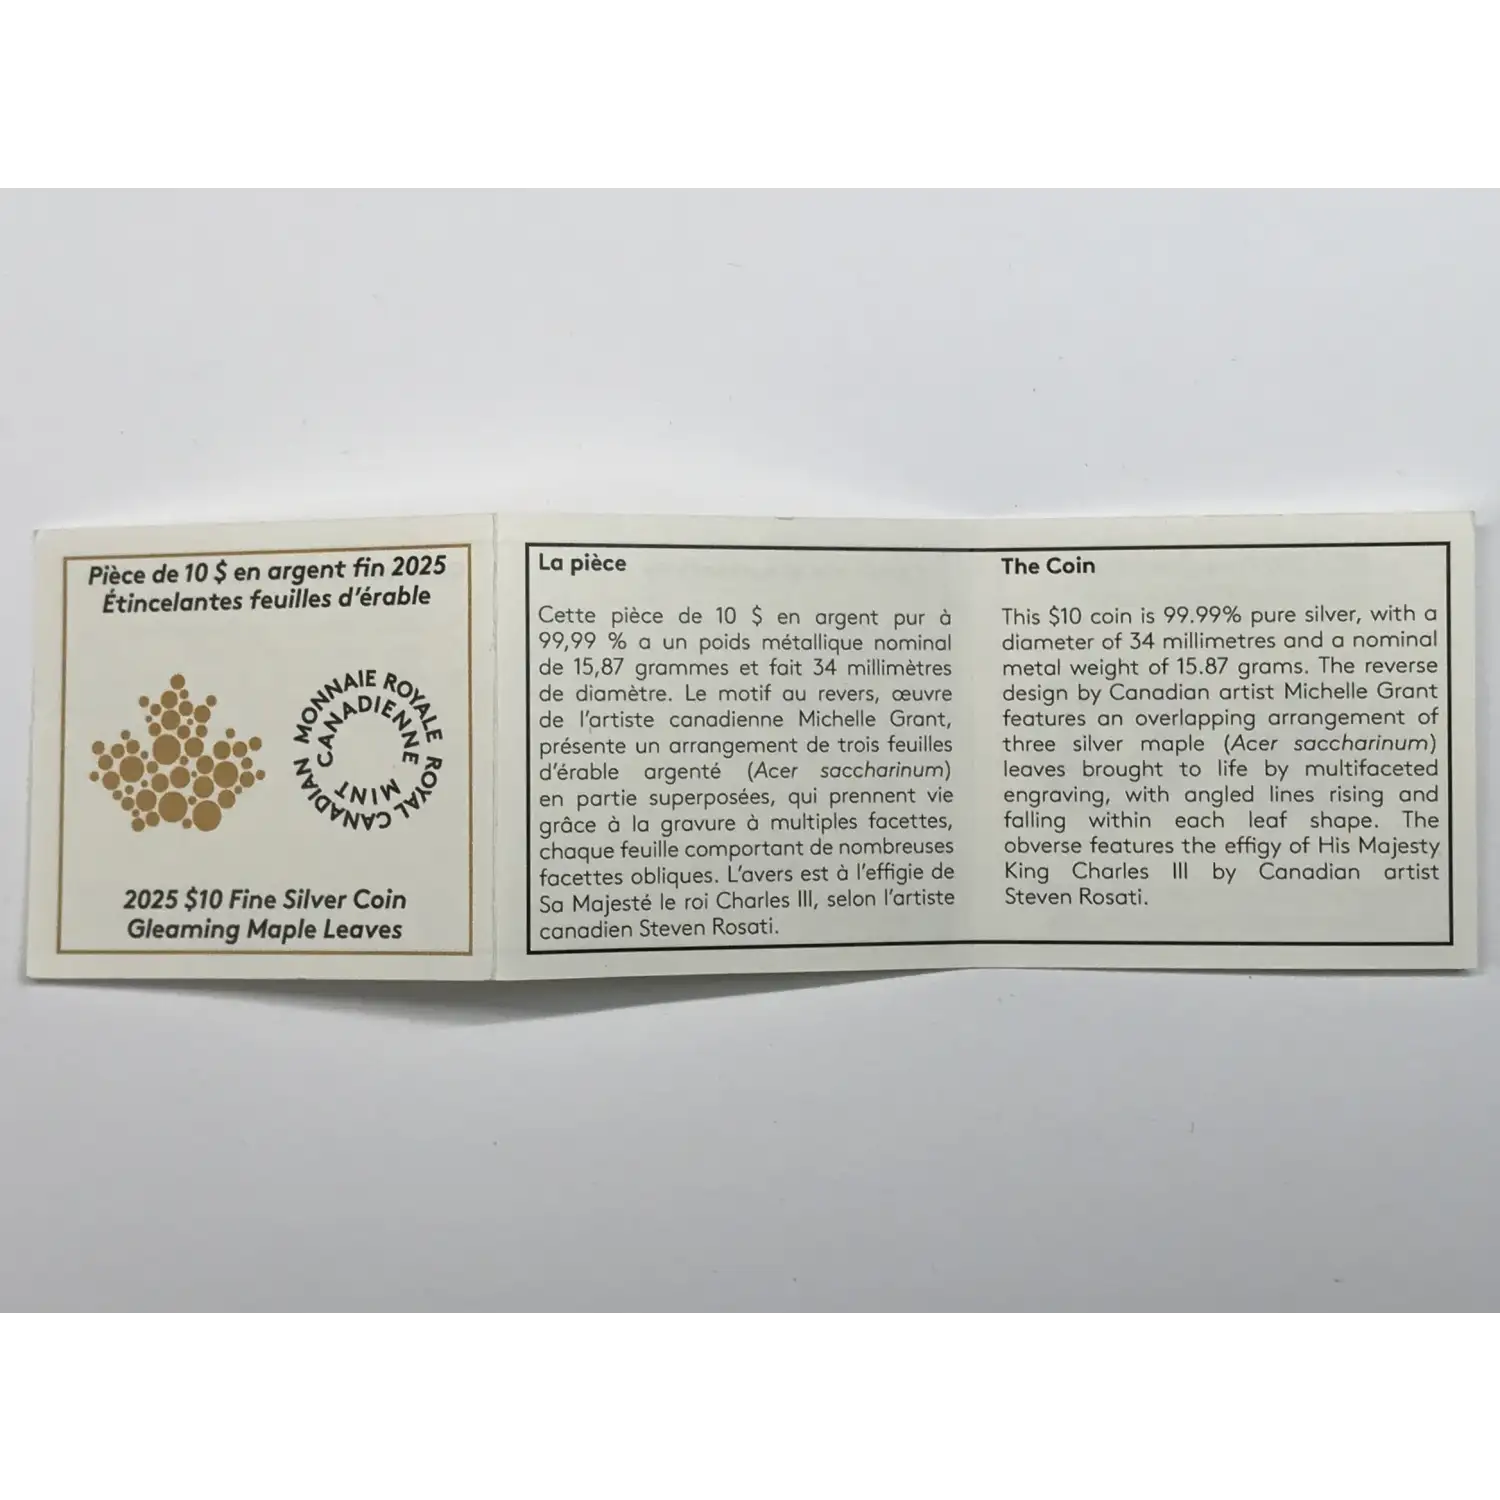 Pièce de 10 $ en argent fin 2025
Étincelantes feuilles d'érable
MONNAIE ROYALE CANADIENNE
ROYAL CANADIAN MINT
2025 $10 Fine Silver Coin
Gleaming Maple Leaves
La pièce
Cette pièce de 10 $ en argent pur à
99,99 % a un poids métallique nominal
de 15,87 grammes et fait 34 millimètres
de diamètre. Le motif au revers, œuvre
de l'artiste canadienne Michelle Grant,
présente un arrangement de trois feuilles
d'érable argenté (Acer saccharinum)
en partie superposées, qui prennent vie
grâce à la gravure à multiples facettes,
chaque feuille comportant de nombreuses
facettes obliques. L'avers est à l'effigie de
Sa Majesté le roi Charles III, selon l'artiste
canadien Steven Rosati.
The Coin
This $10 coin is 99.99% pure silver, with a
diameter of 34 millimetres and a nominal
metal weight of 15.87 grams. The reverse
design by Canadian artist Michelle Grant
features an overlapping arrangement of
three silver maple (Acer saccharinum)
leaves brought to life by multifaceted
engraving, with angled lines rising and
falling within each leaf shape. The
obverse features the effigy of His Majesty
King Charles III by Canadian artist
Steven Rosati.